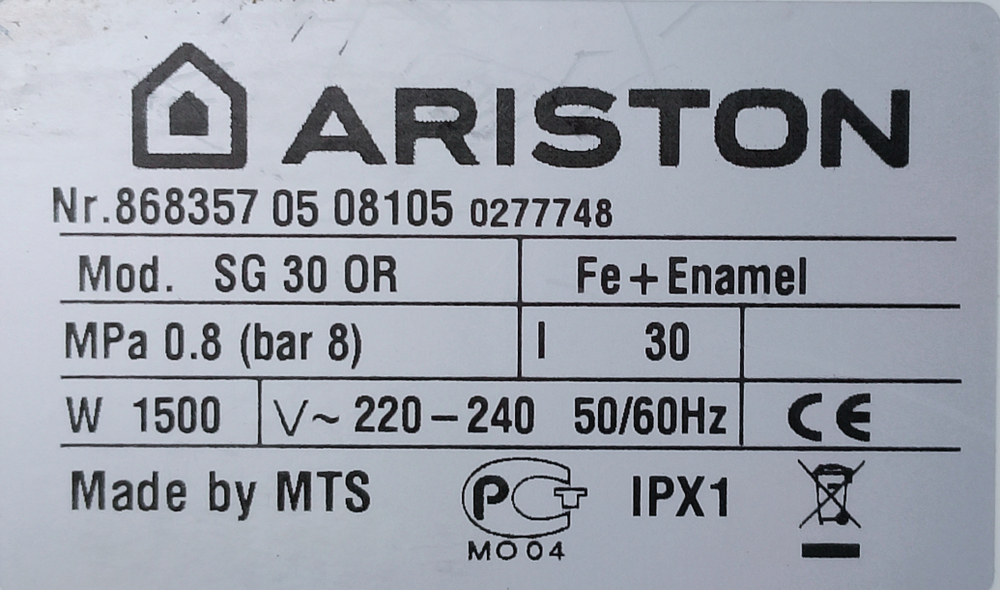 ARISTON
Nr.868357 05 08105 0277748
Mod. SG 30 OR Fe+Enamel
MPa 0.8 (bar 8) l 30
W 1500 V~ 220-240 50/60Hz CE
Made by MTS PCT IPX1
MO04